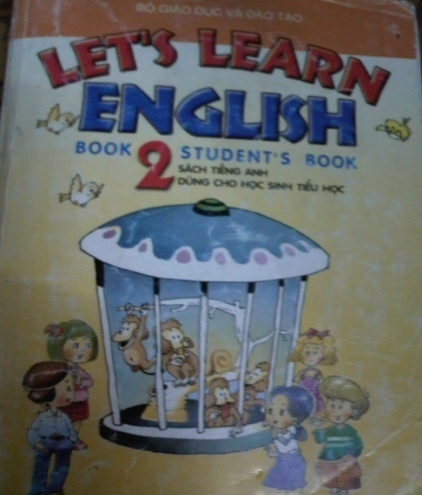 BỘ GIÁO DỤC VÀ ĐÀO TẠO
LET'S LEARN
ENGLISH
BOOK 2 STUDENT'S BOOK
SÁCH TIẾNG ANH
DÙNG CHO HỌC SINH TIỂU HỌC